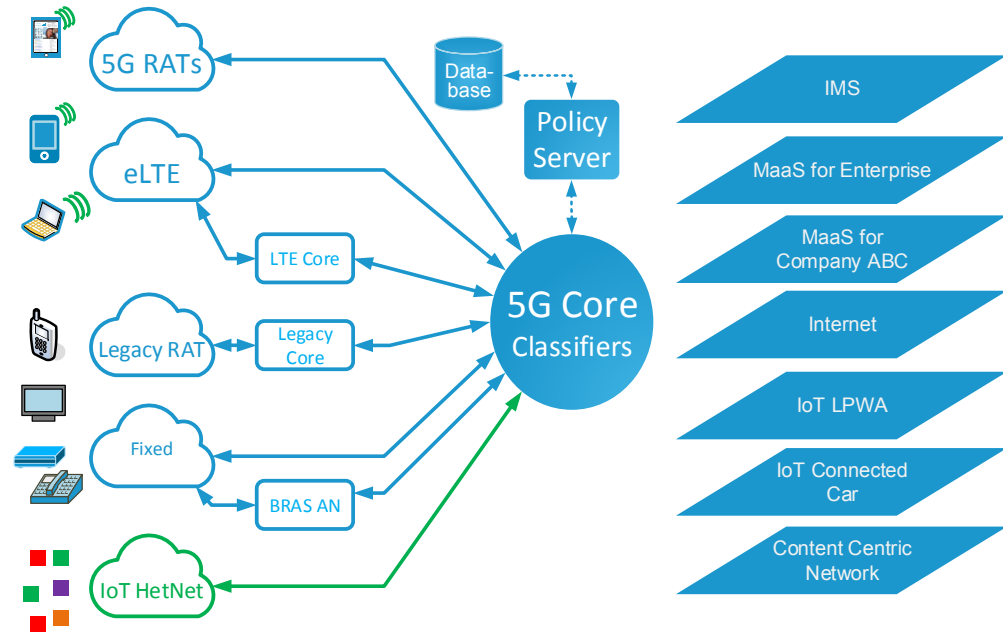 5G RATs
eLTE
LTE Core
Legacy RAT
Legacy
Core
Fixed
BRAS AN
IoT HetNet
Data-
base
Policy
Server
5G Core
Classifiers
IMS
MaaS for Enterprise
MaaS for
Company ABC
Internet
IoT LPWA
IoT Connected
Car
Content Centric
Network